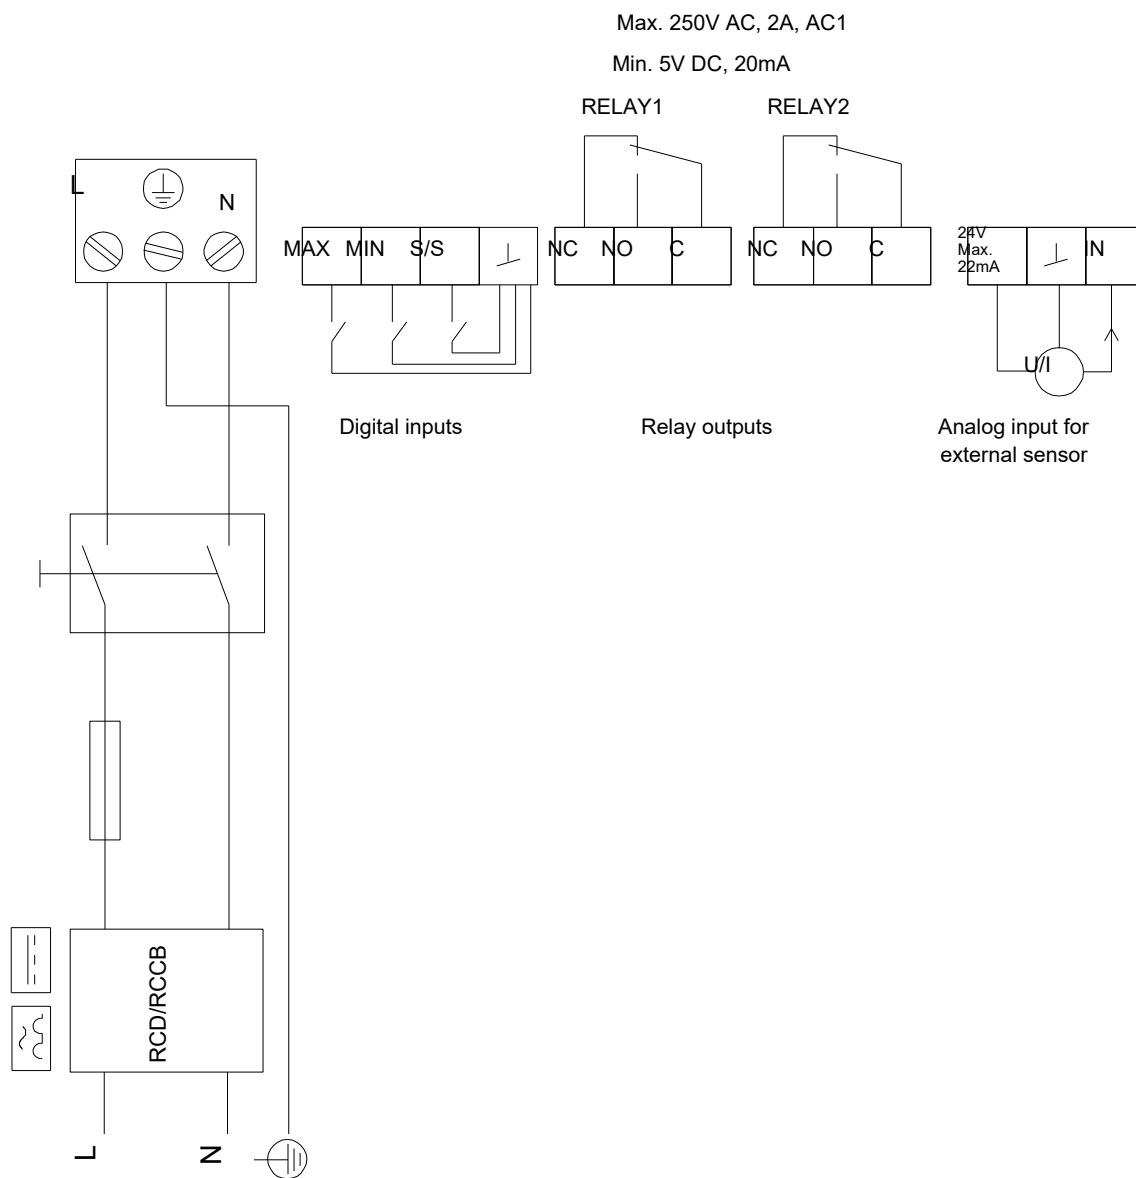 Max. 250V AC, 2A, AC1
Min. 5V DC, 20mA
RELAY1 RELAY2
L
N
MAX MIN S/S NC NO C NC NO C IN
24V
Max.
22mA
U/I
Digital inputs Relay outputs Analog input for
external sensor
RCD/RCCB
L N